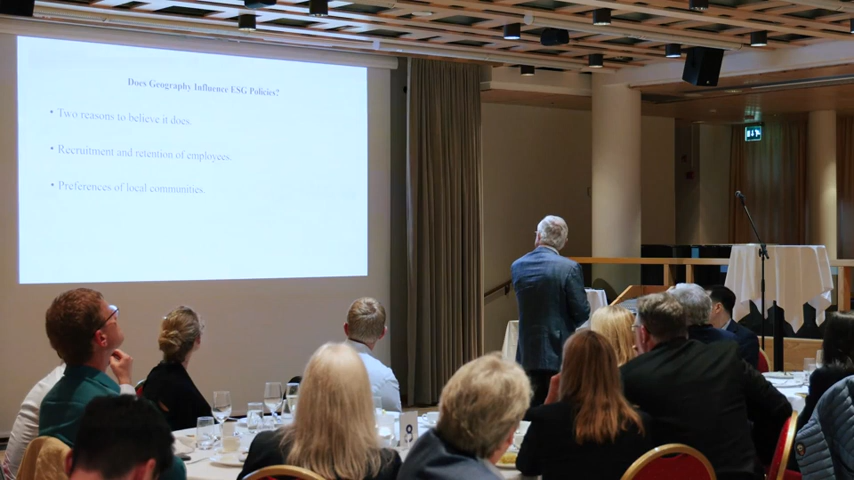 Does Geography Influence ESG Policies?
• Two reasons to believe it does.
• Recruitment and retention of employees.
• Preferences of local communities.